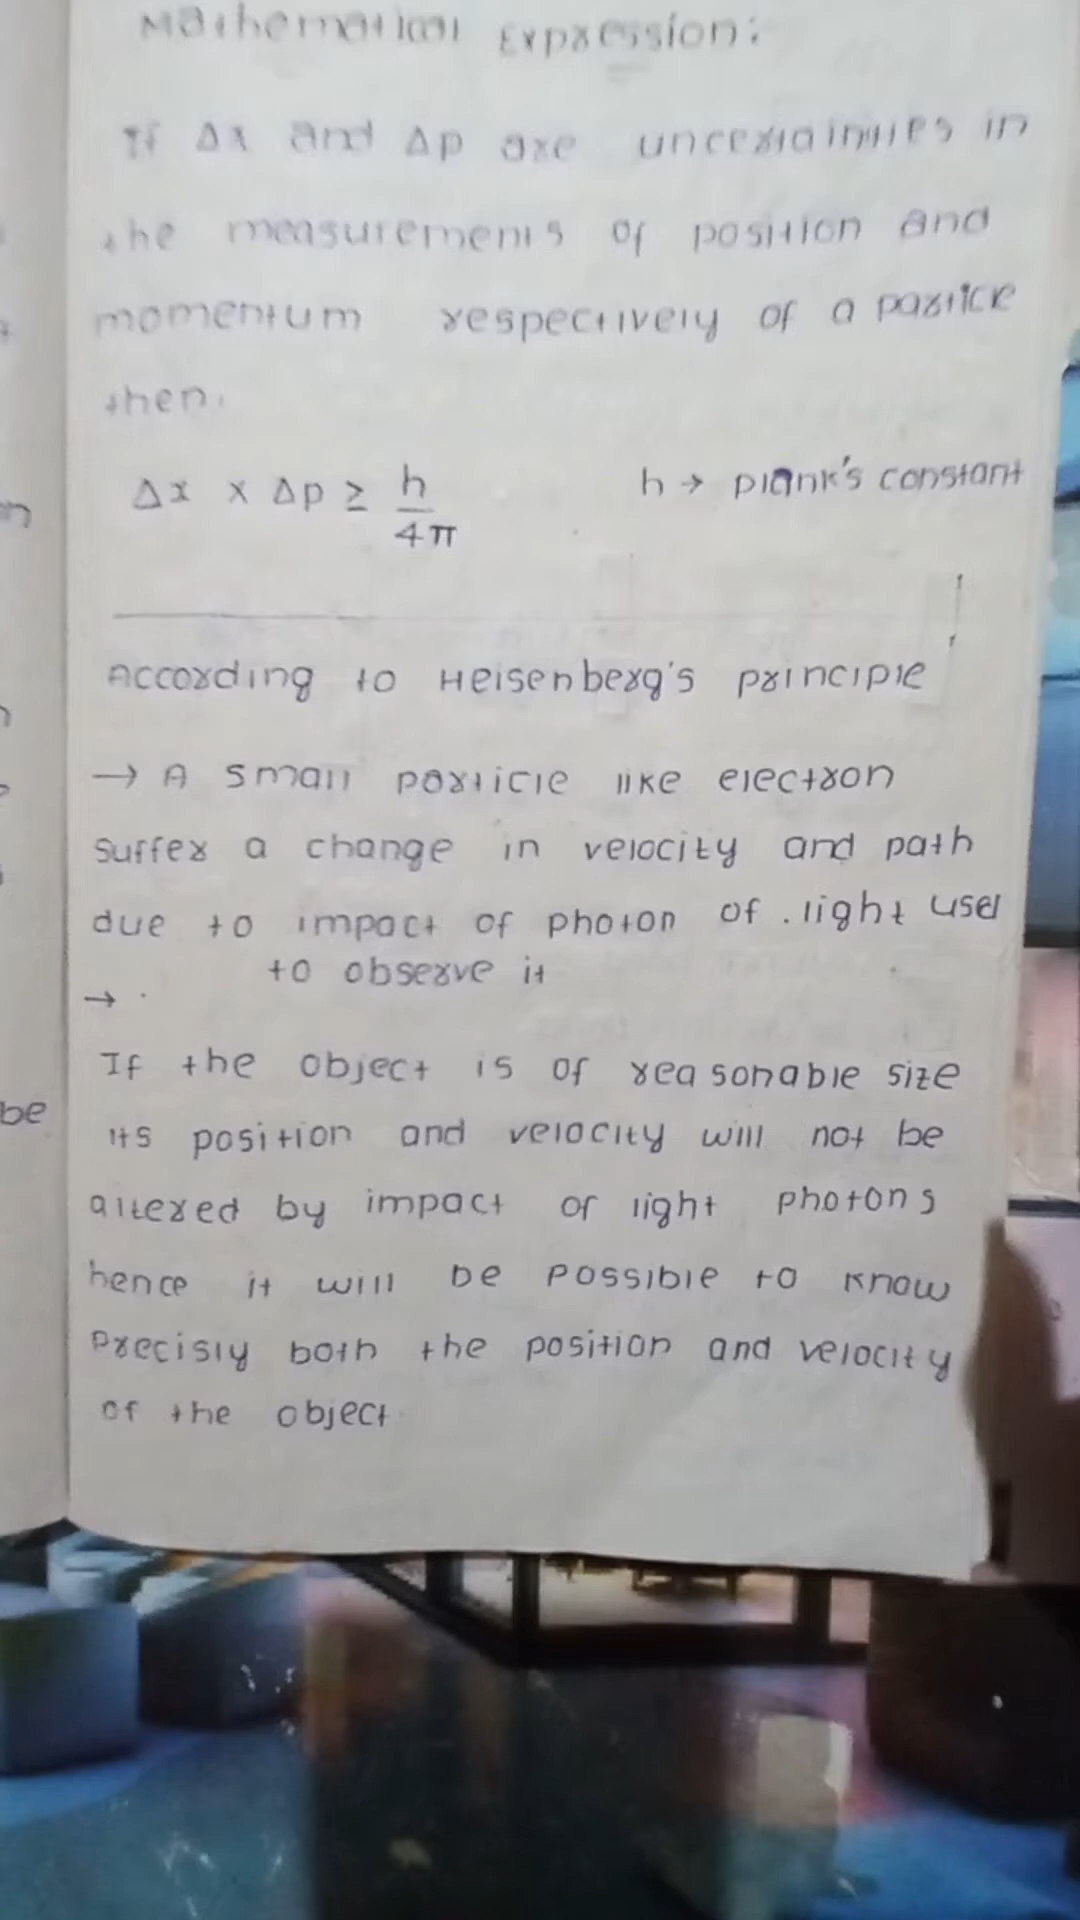 Mathematical Expression:
If Δx and Δp are uncertainities in
the measurements of position and
momentum respectively of a particle
then.
Δx × Δp ≥ h/4π h → plank's constant
According to Heisenberg's principle
→ A small particle like electron
suffer a change in velocity and path
due to impact of photon of . light used
to observe it
→ .
If the object is of reasonable size
its position and velocity will not be
altered by impact of light photons
hence it will be possible to know
precisly both the position and velocity
of the object
be